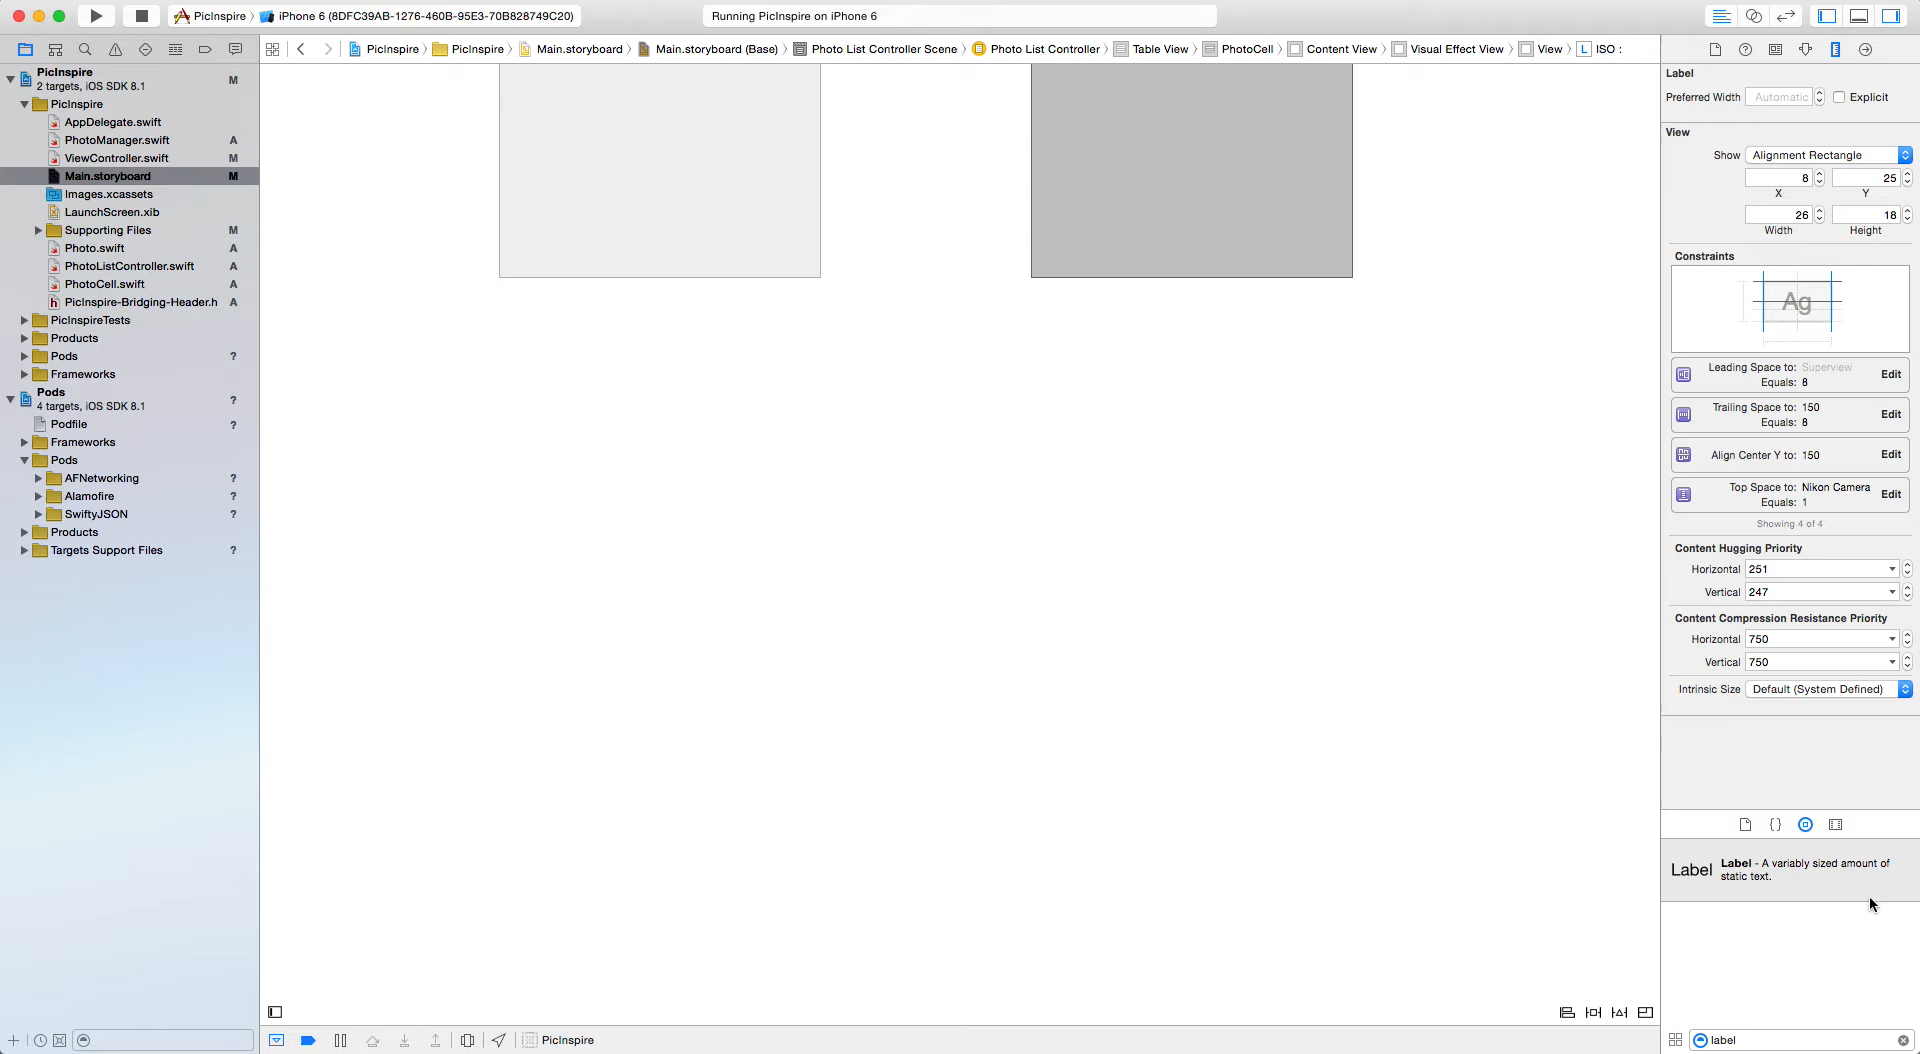 PicInspire
iPhone 6 (8DFC39AB-1276-460B-95E3-70B828749C20)
Running PicInspire on iPhone 6
PicInspire
PicInspire
Main.storyboard
Main.storyboard (Base)
Photo List Controller Scene
Photo List Controller
Table View
PhotoCell
Content View
Visual Effect View
View
L
ISO :
PicInspire
M
2 targets, iOS SDK 8.1
PicInspire
AppDelegate.swift
PhotoManager.swift
A
ViewController.swift
M
Main.storyboard
M
Images.xcassets
LaunchScreen.xib
Supporting Files
M
Photo.swift
A
PhotoListController.swift
A
PhotoCell.swift
A
h
PicInspire-Bridging-Header.h
A
PicInspireTests
Products
Pods
?
Frameworks
Pods
?
4 targets, iOS SDK 8.1
Podfile
?
Frameworks
Pods
AFNetworking
?
Alamofire
?
SwiftyJSON
?
Products
Targets Support Files
?
Label
Preferred Width
Automatic
Explicit
View
Show
Alignment Rectangle
8
25
X
Y
26
18
Width
Height
Constraints
Ag
Leading Space to: Superview
Equals: 8
Edit
Trailing Space to: 150
Equals: 8
Edit
Align Center Y to: 150
Edit
Top Space to: Nikon Camera
Equals: 1
Edit
Showing 4 of 4
Content Hugging Priority
Horizontal
251
Vertical
247
Content Compression Resistance Priority
Horizontal
750
Vertical
750
Intrinsic Size
Default (System Defined)
{}
Label
Label - A variably sized amount of
static text.
PicInspire
label